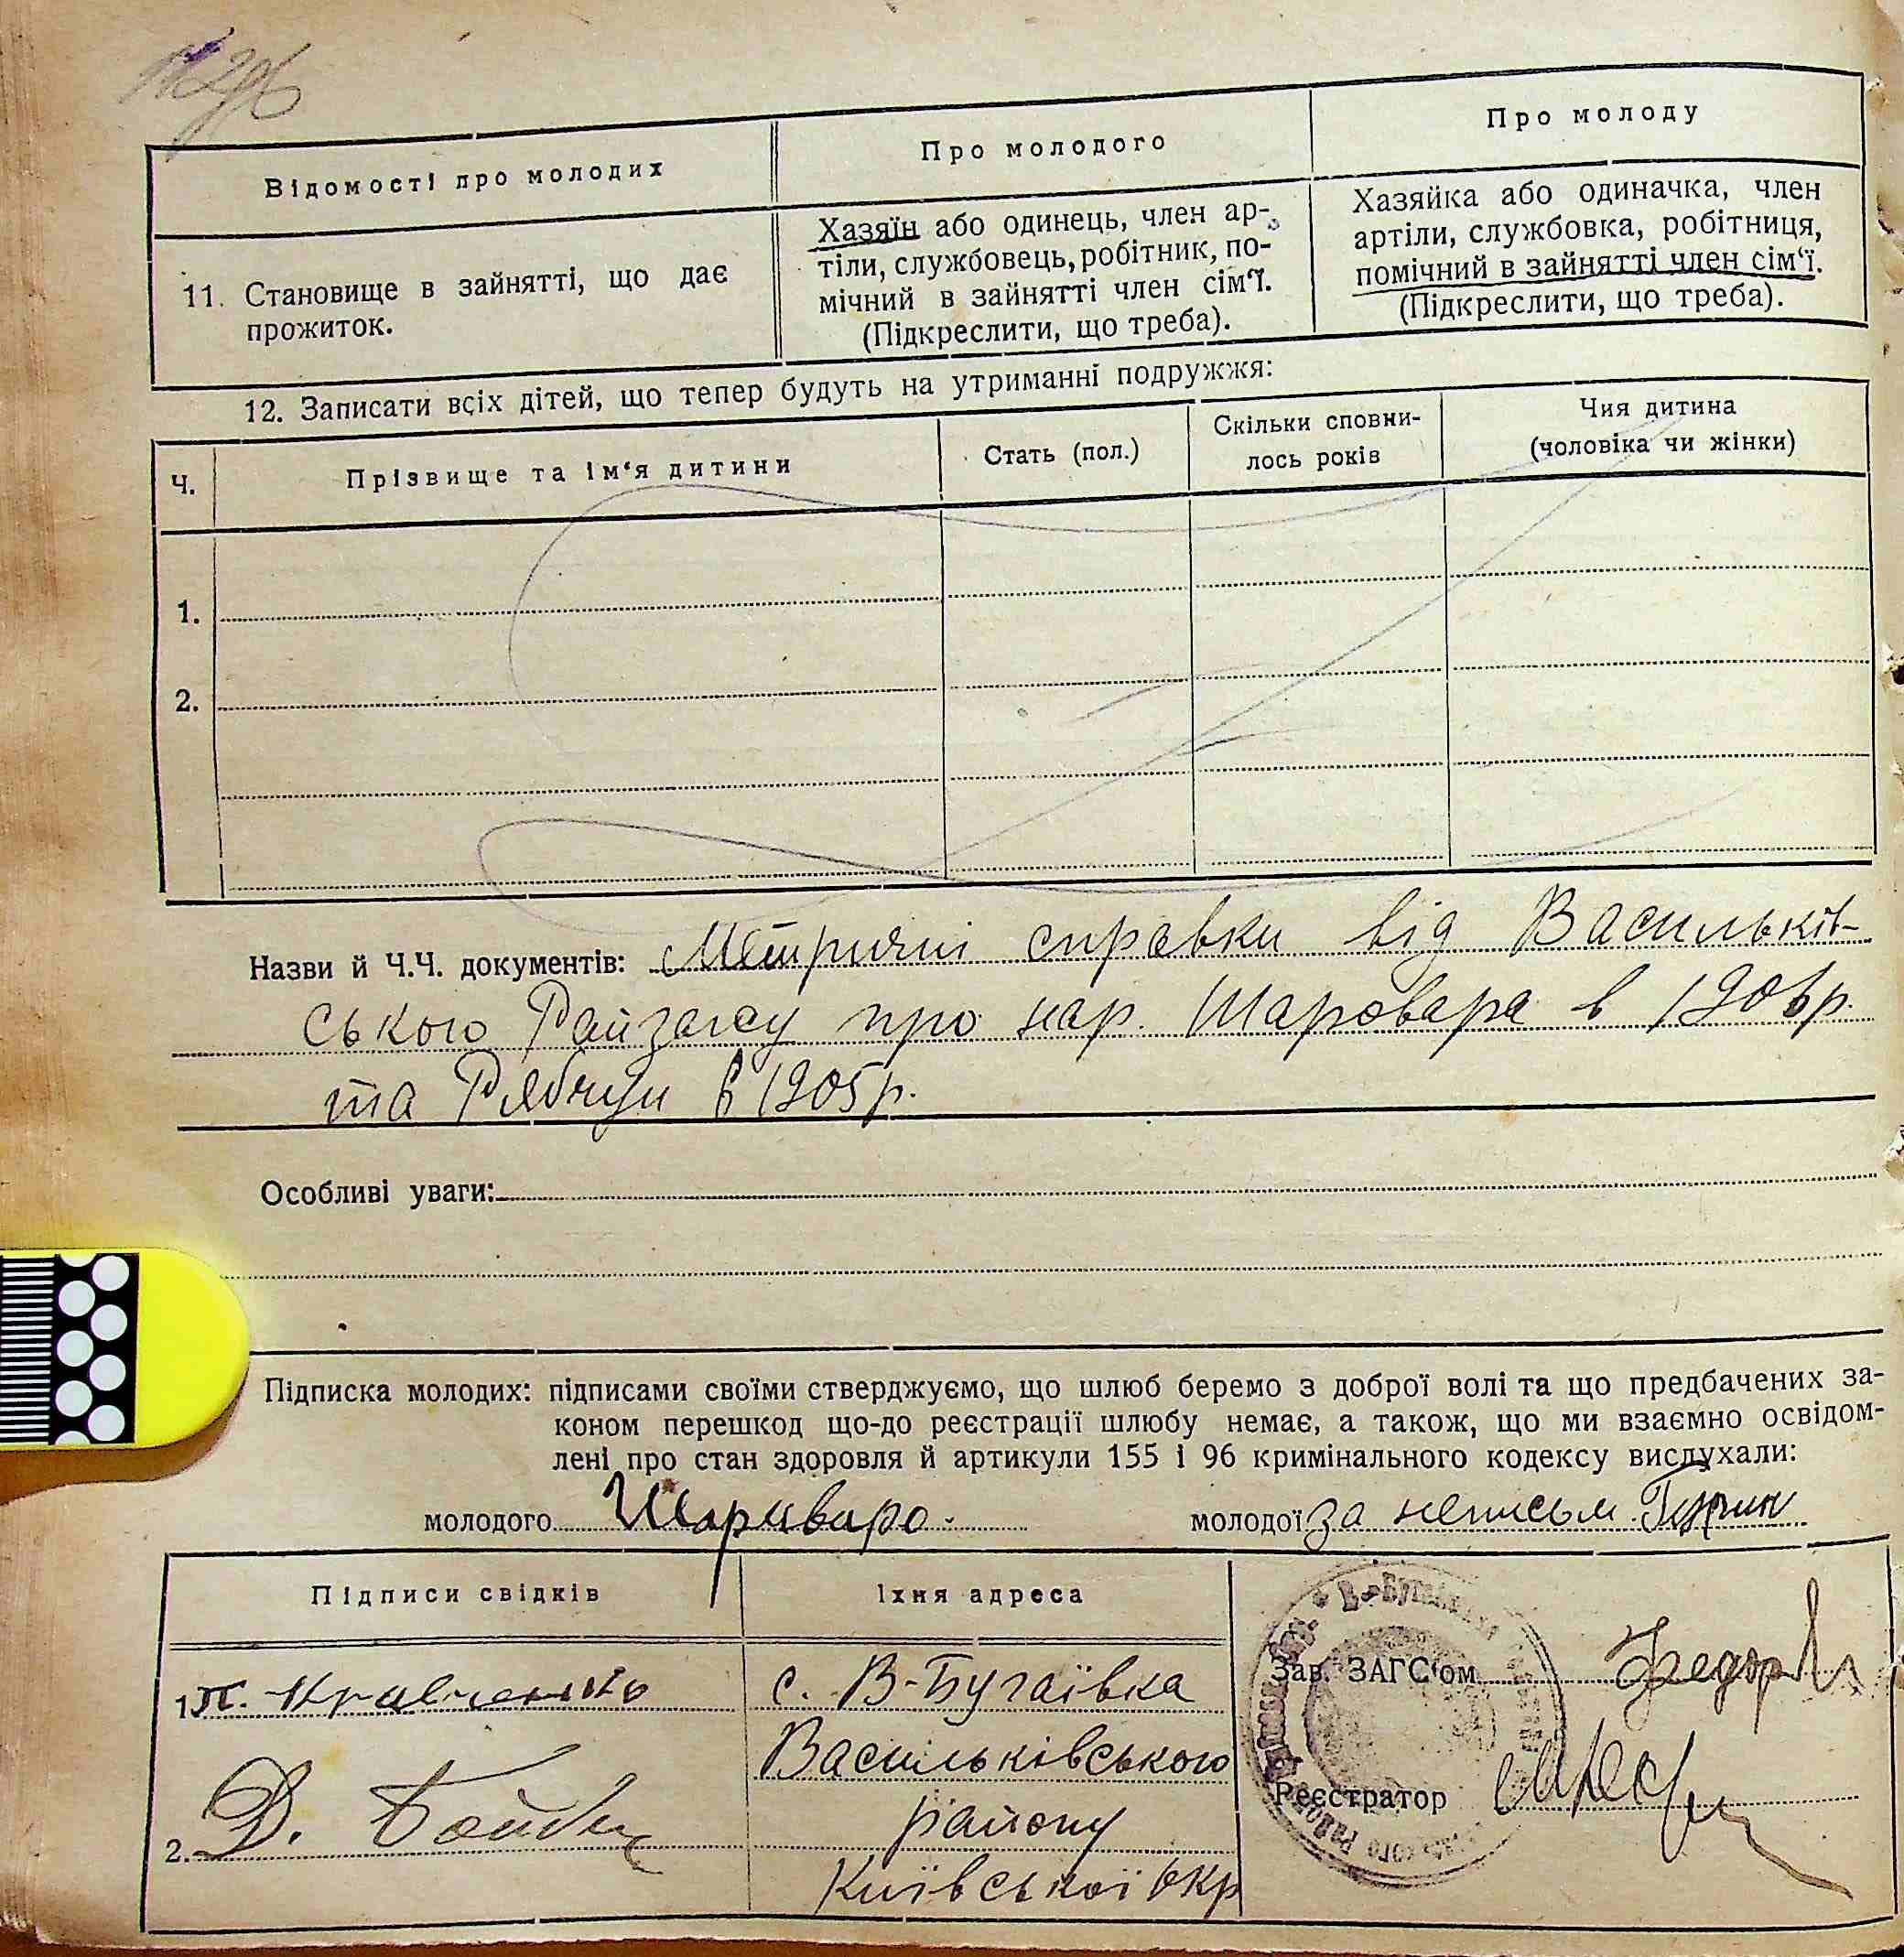 Відомості про молодих
Про молодого
Про молоду
11. Становище в зайнятті, що дає
прожиток.
Хазяїн або одинець, член ар-
тіли, службовець, робітник, по-
мічний в зайнятті член сім‘ї.
(Підкреслити, що треба).
Хазяйка або одиначка, член
артіли, службовка, робітниця,
помічний в зайнятті член сім‘ї.
(Підкреслити, що треба).
12. Записати всіх дітей, що тепер будуть на утриманні подружжя:
Ч.
Прізвище та ім‘я дитини
Стать (пол.)
Скільки сповни-
лось років
Чия дитина
(чоловіка чи жінки)
1.
2.
Назви й Ч.Ч. документів: Метричні справки від Васильків-
ського Райзагсу про нар. Шаровара в 1906р.
та Рябчун в 1905р.
Особливі уваги:
Підписка молодих: підписами своїми стверджуємо, що шлюб беремо з доброї волі та що предбачених за-
коном перешкод що-до реєстрації шлюбу немає, а також, що ми взаємно освідом-
лені про стан здоровля й артикули 155 і 96 кримінального кодексу вислухали:
молодого Шаривара.
молодої за неписьм.
Підписи свідків
Їхня адреса
1. П. Кравченко
с. В-Бугаївка
Васильківського
2. Д.
району
Київської Окр
Зав. ЗАГС‘ом
Реєстратор